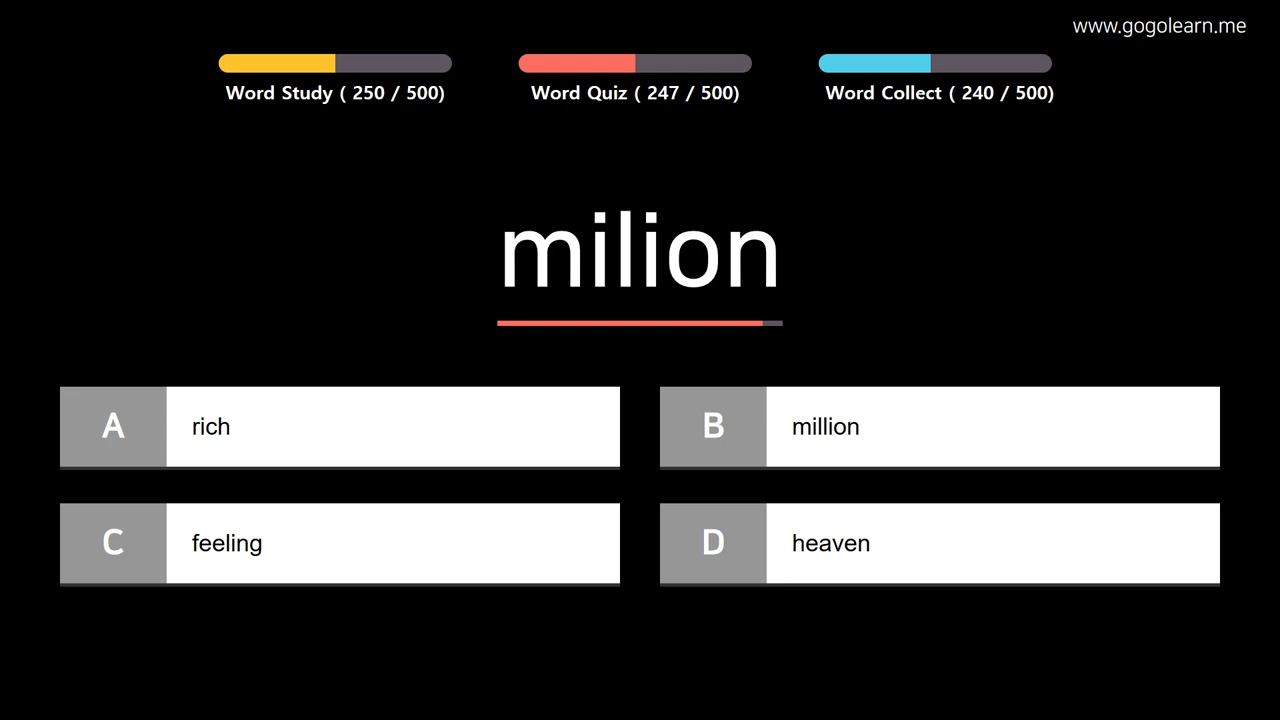 www.gogolearn.me
Word Study ( 250 / 500) Word Quiz ( 247 / 500) Word Collect ( 240 / 500)
milion
A rich
B million
C feeling
D heaven